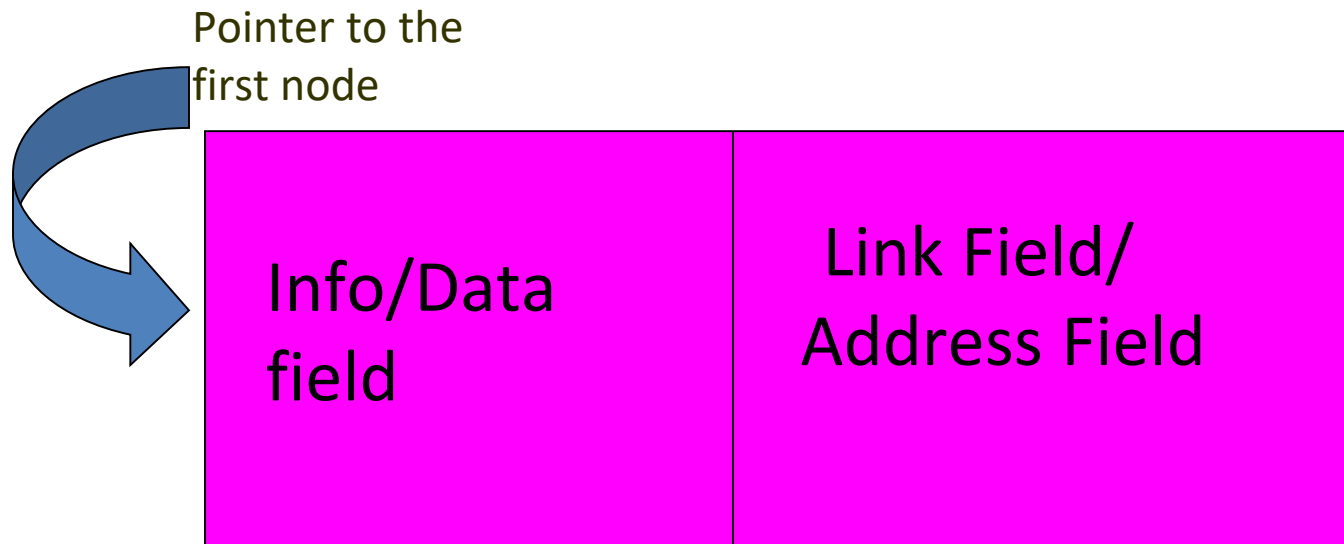 Pointer to the
first node
Info/Data
field
Link Field/
Address Field